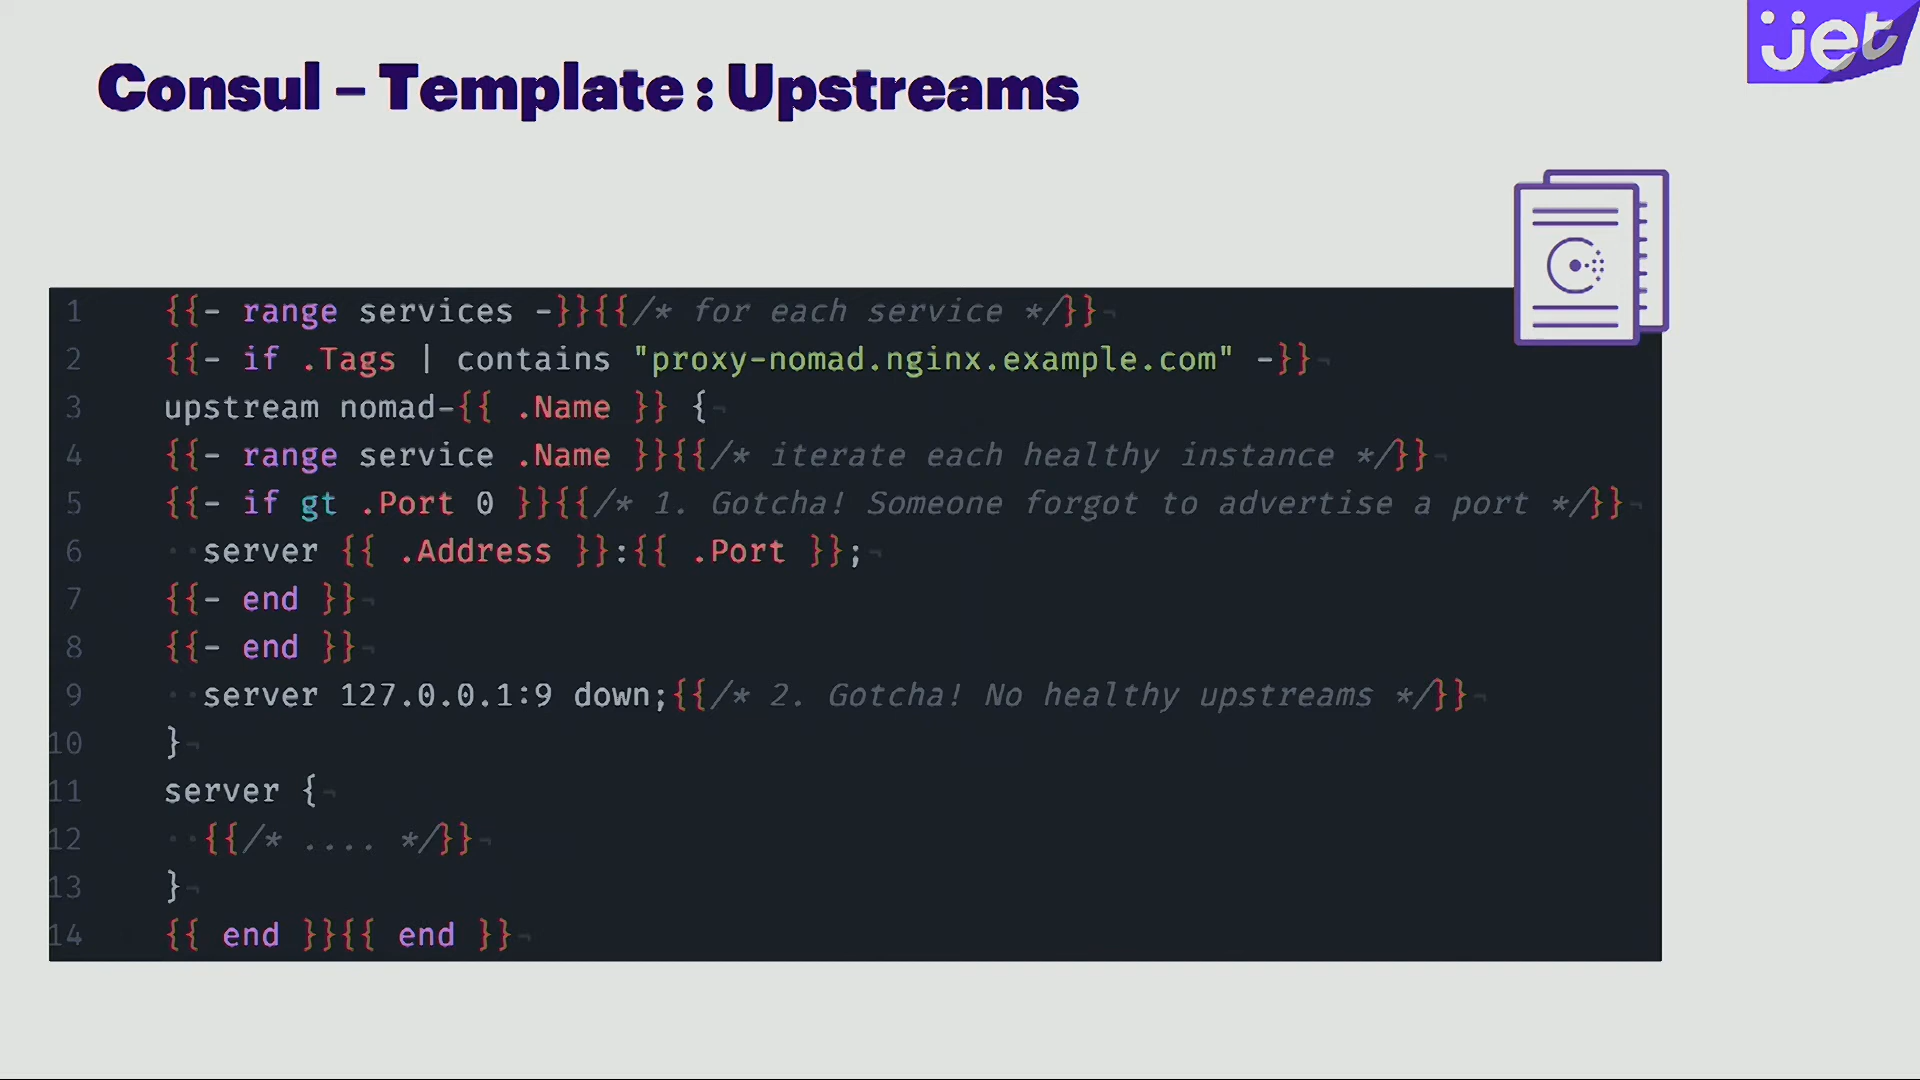 jet
Consul – Template : Upstreams
1 {{- range services -}}{{/* for each service */}}
2 {{- if .Tags | contains "proxy-nomad.nginx.example.com" -}}
3 upstream nomad-{{ .Name }} {
4 {{- range service .Name }}{{/* iterate each healthy instance */}}
5 {{- if gt .Port 0 }}{{/* 1. Gotcha! Someone forgot to advertise a port */}}
6 server {{ .Address }}:{{ .Port }};
7 {{- end }}
8 {{- end }}
9 server 127.0.0.1:9 down;{{/* 2. Gotcha! No healthy upstreams */}}
10 }
11 server {
12 {{/* .... */}}
13 }
14 {{ end }}{{ end }}